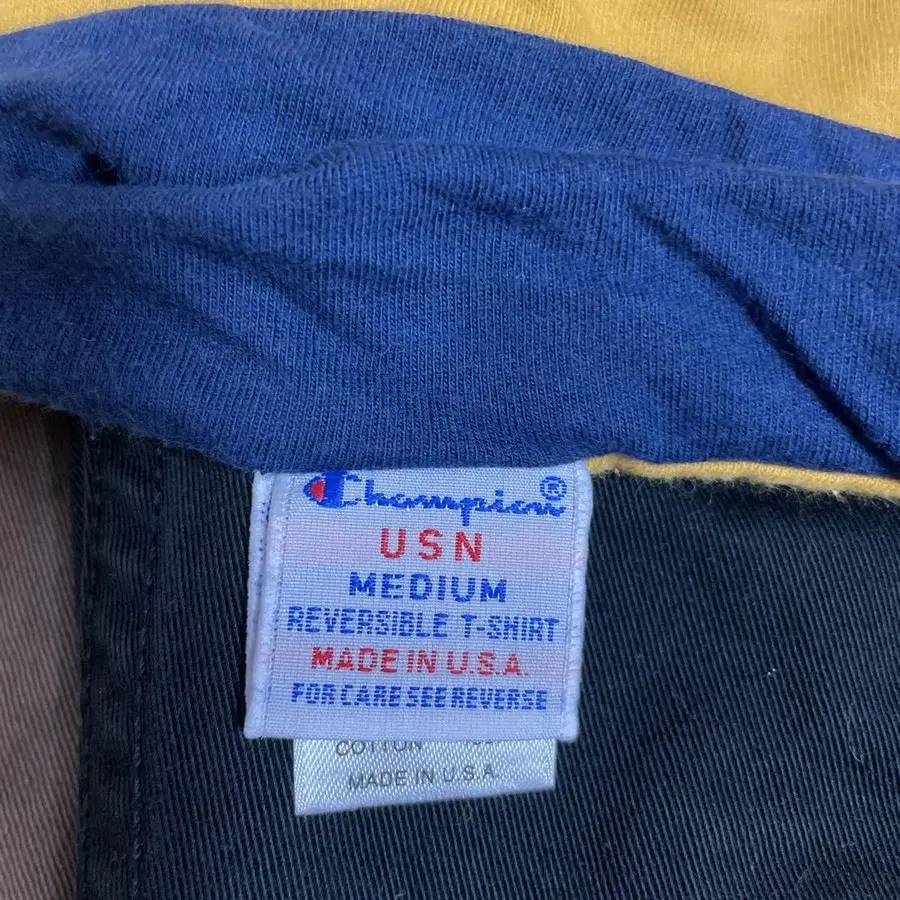 Champion®
USN
MEDIUM
REVERSIBLE T-SHIRT
MADE IN U.S.A.
FOR CARE SEE REVERSE
COTTON
MADE IN U.S.A.